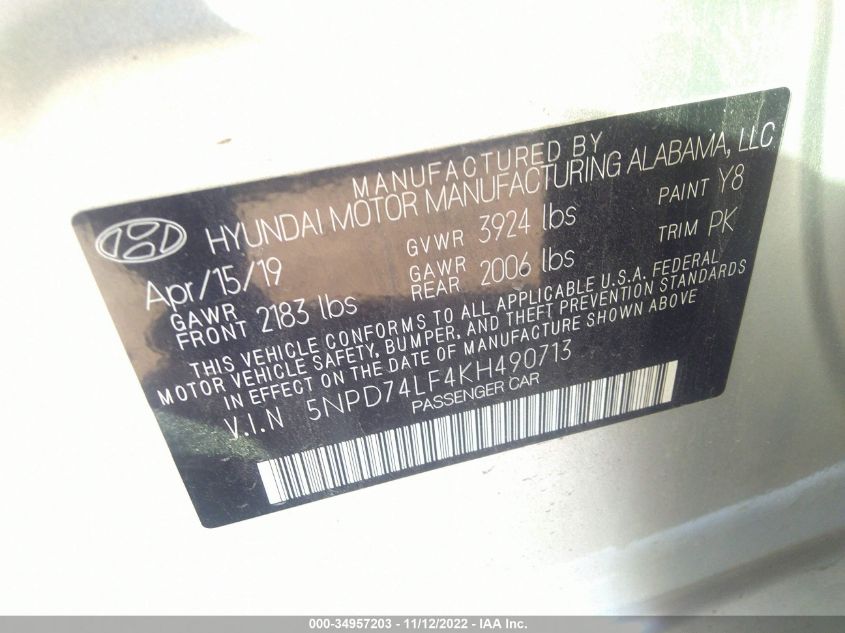 MANUFACTURED BY
HYUNDAI MOTOR MANUFACTURING ALABAMA, LLC
Apr/15/19 GVWR 3924 lbs PAINT Y8
GAWR FRONT 2183 lbs GAWR REAR 2006 lbs TRIM PK
THIS VEHICLE CONFORMS TO ALL APPLICABLE U.S.A. FEDERAL
MOTOR VEHICLE SAFETY, BUMPER, AND THEFT PREVENTION STANDARDS
IN EFFECT ON THE DATE OF MANUFACTURE SHOWN ABOVE
V.I.N 5NPD74LF4KH490713
PASSENGER CAR
000-34957203 - 11/12/2022 - IAA Inc.